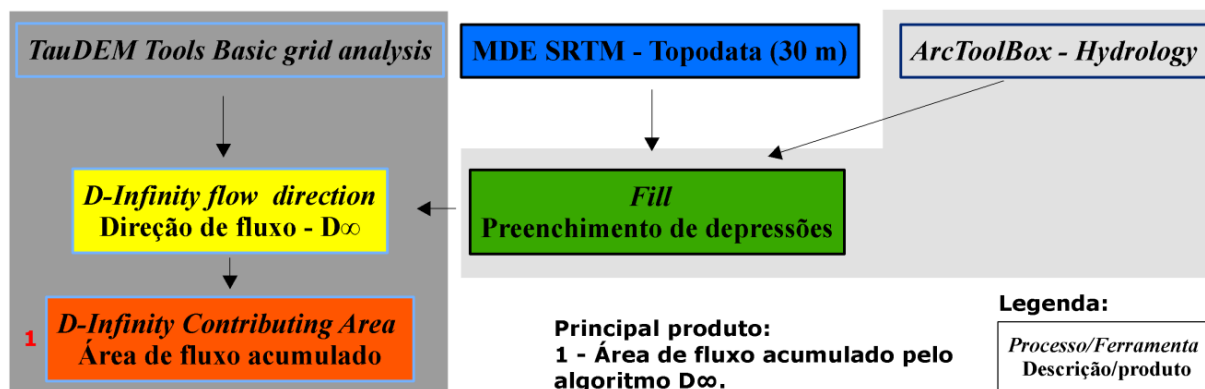 TauDEM Tools Basic grid analysis
MDE SRTM - Topodata (30 m)
ArcToolBox - Hydrology
D-Infinity flow direction
Direção de fluxo - D∞
Fill
Preenchimento de depressões
1
D-Infinity Contributing Area
Área de fluxo acumulado
Principal produto:
1 - Área de fluxo acumulado pelo
algoritmo D∞.
Legenda:
Processo/Ferramenta
Descrição/produto